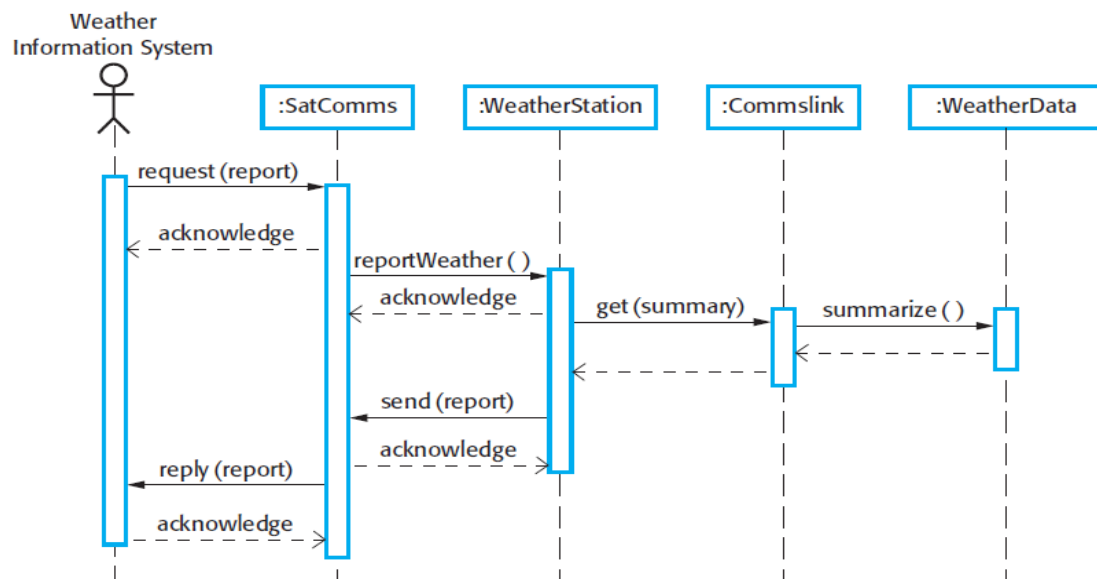 Weather
Information System
:SatComms
:WeatherStation
:Commslink
:WeatherData
request (report)
acknowledge
reportWeather ( )
acknowledge
get (summary)
summarize ( )
send (report)
acknowledge
reply (report)
acknowledge